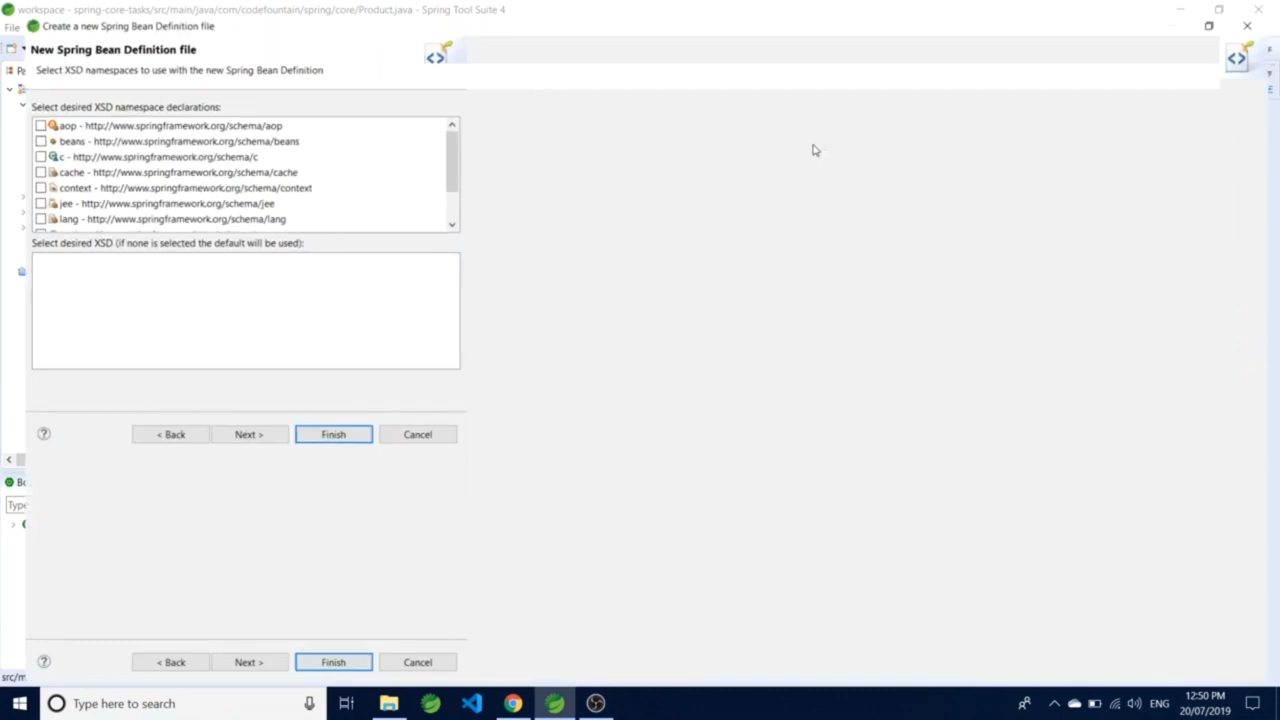 workspace - spring-core-tasks/src/main/java/com/codefountain/spring/core/Product.java - Spring Tool Suite 4
File
Create a new Spring Bean Definition file
New Spring Bean Definition file
Select XSD namespaces to use with the new Spring Bean Definition
Select desired XSD namespace declarations:
aop - http://www.springframework.org/schema/aop
beans - http://www.springframework.org/schema/beans
c - http://www.springframework.org/schema/c
cache - http://www.springframework.org/schema/cache
context - http://www.springframework.org/schema/context
jee - http://www.springframework.org/schema/jee
lang - http://www.springframework.org/schema/lang
Select desired XSD (if none is selected the default will be used):
< Back Next > Finish Cancel
Type
< Back Next > Finish Cancel
src/m
Type here to search
ENG
12:50 PM
20/07/2019